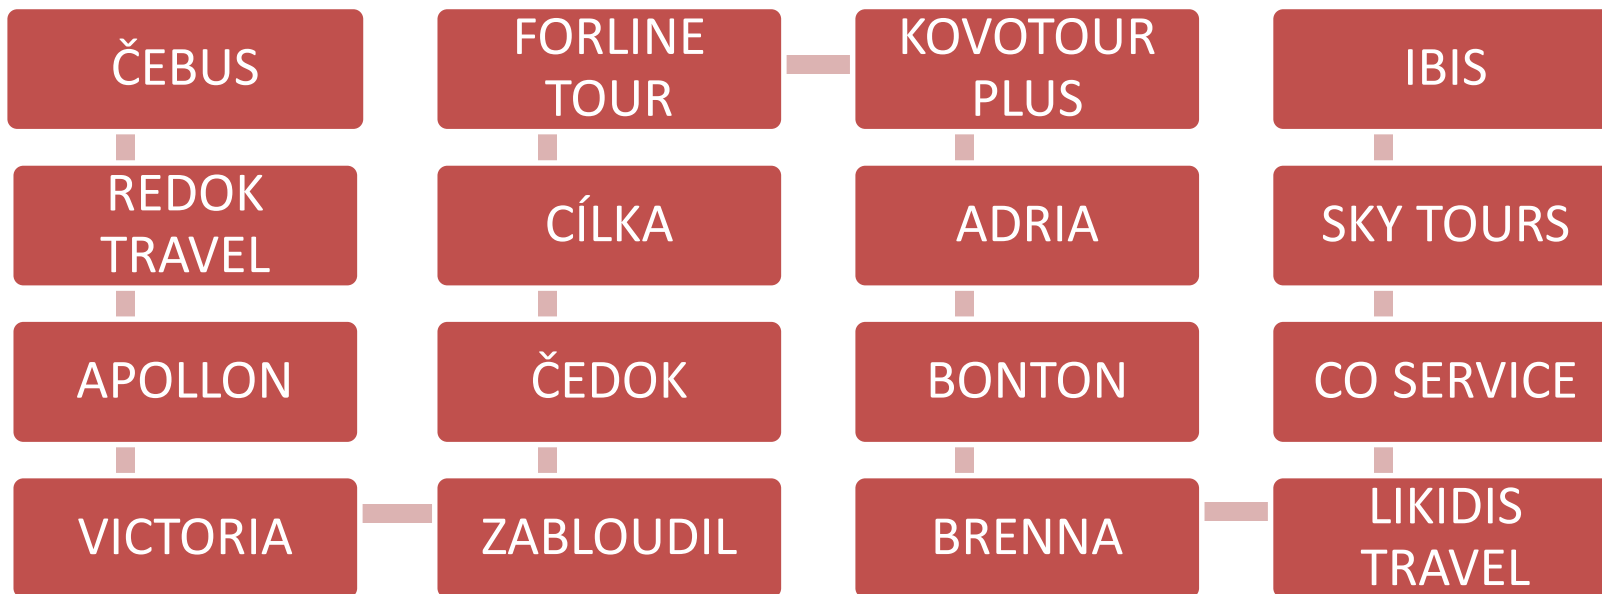 ČEBUS
REDOK
TRAVEL
APOLLON
VICTORIA
ZABLOUDIL
ČEDOK
CÍLKA
FORLINE
TOUR
KOVOTOUR
PLUS
ADRIA
BONTON
BRENNA
LIKIDIS
TRAVEL
CO SERVICE
SKY TOURS
IBIS